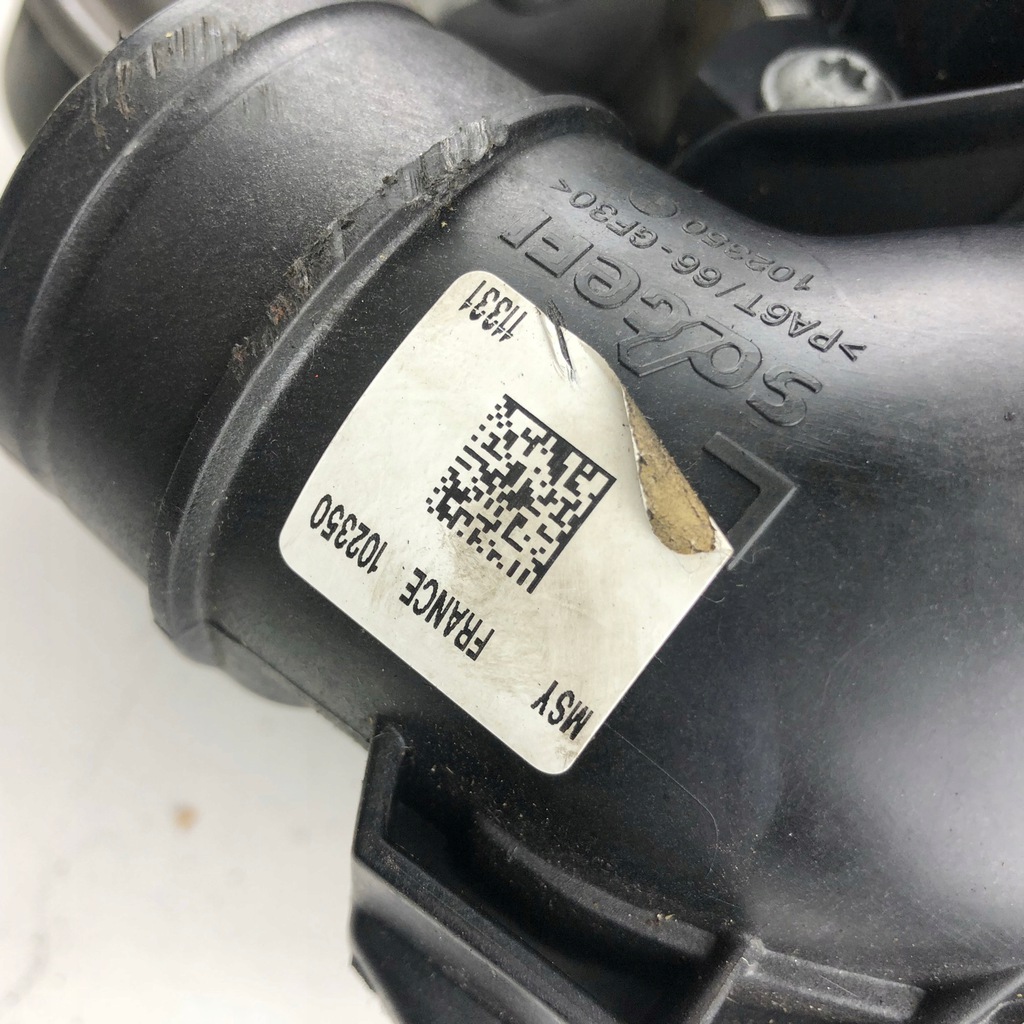 MSY
FRANCE 102350
11331
sogefi
>PA6T/66-GF30<
102350